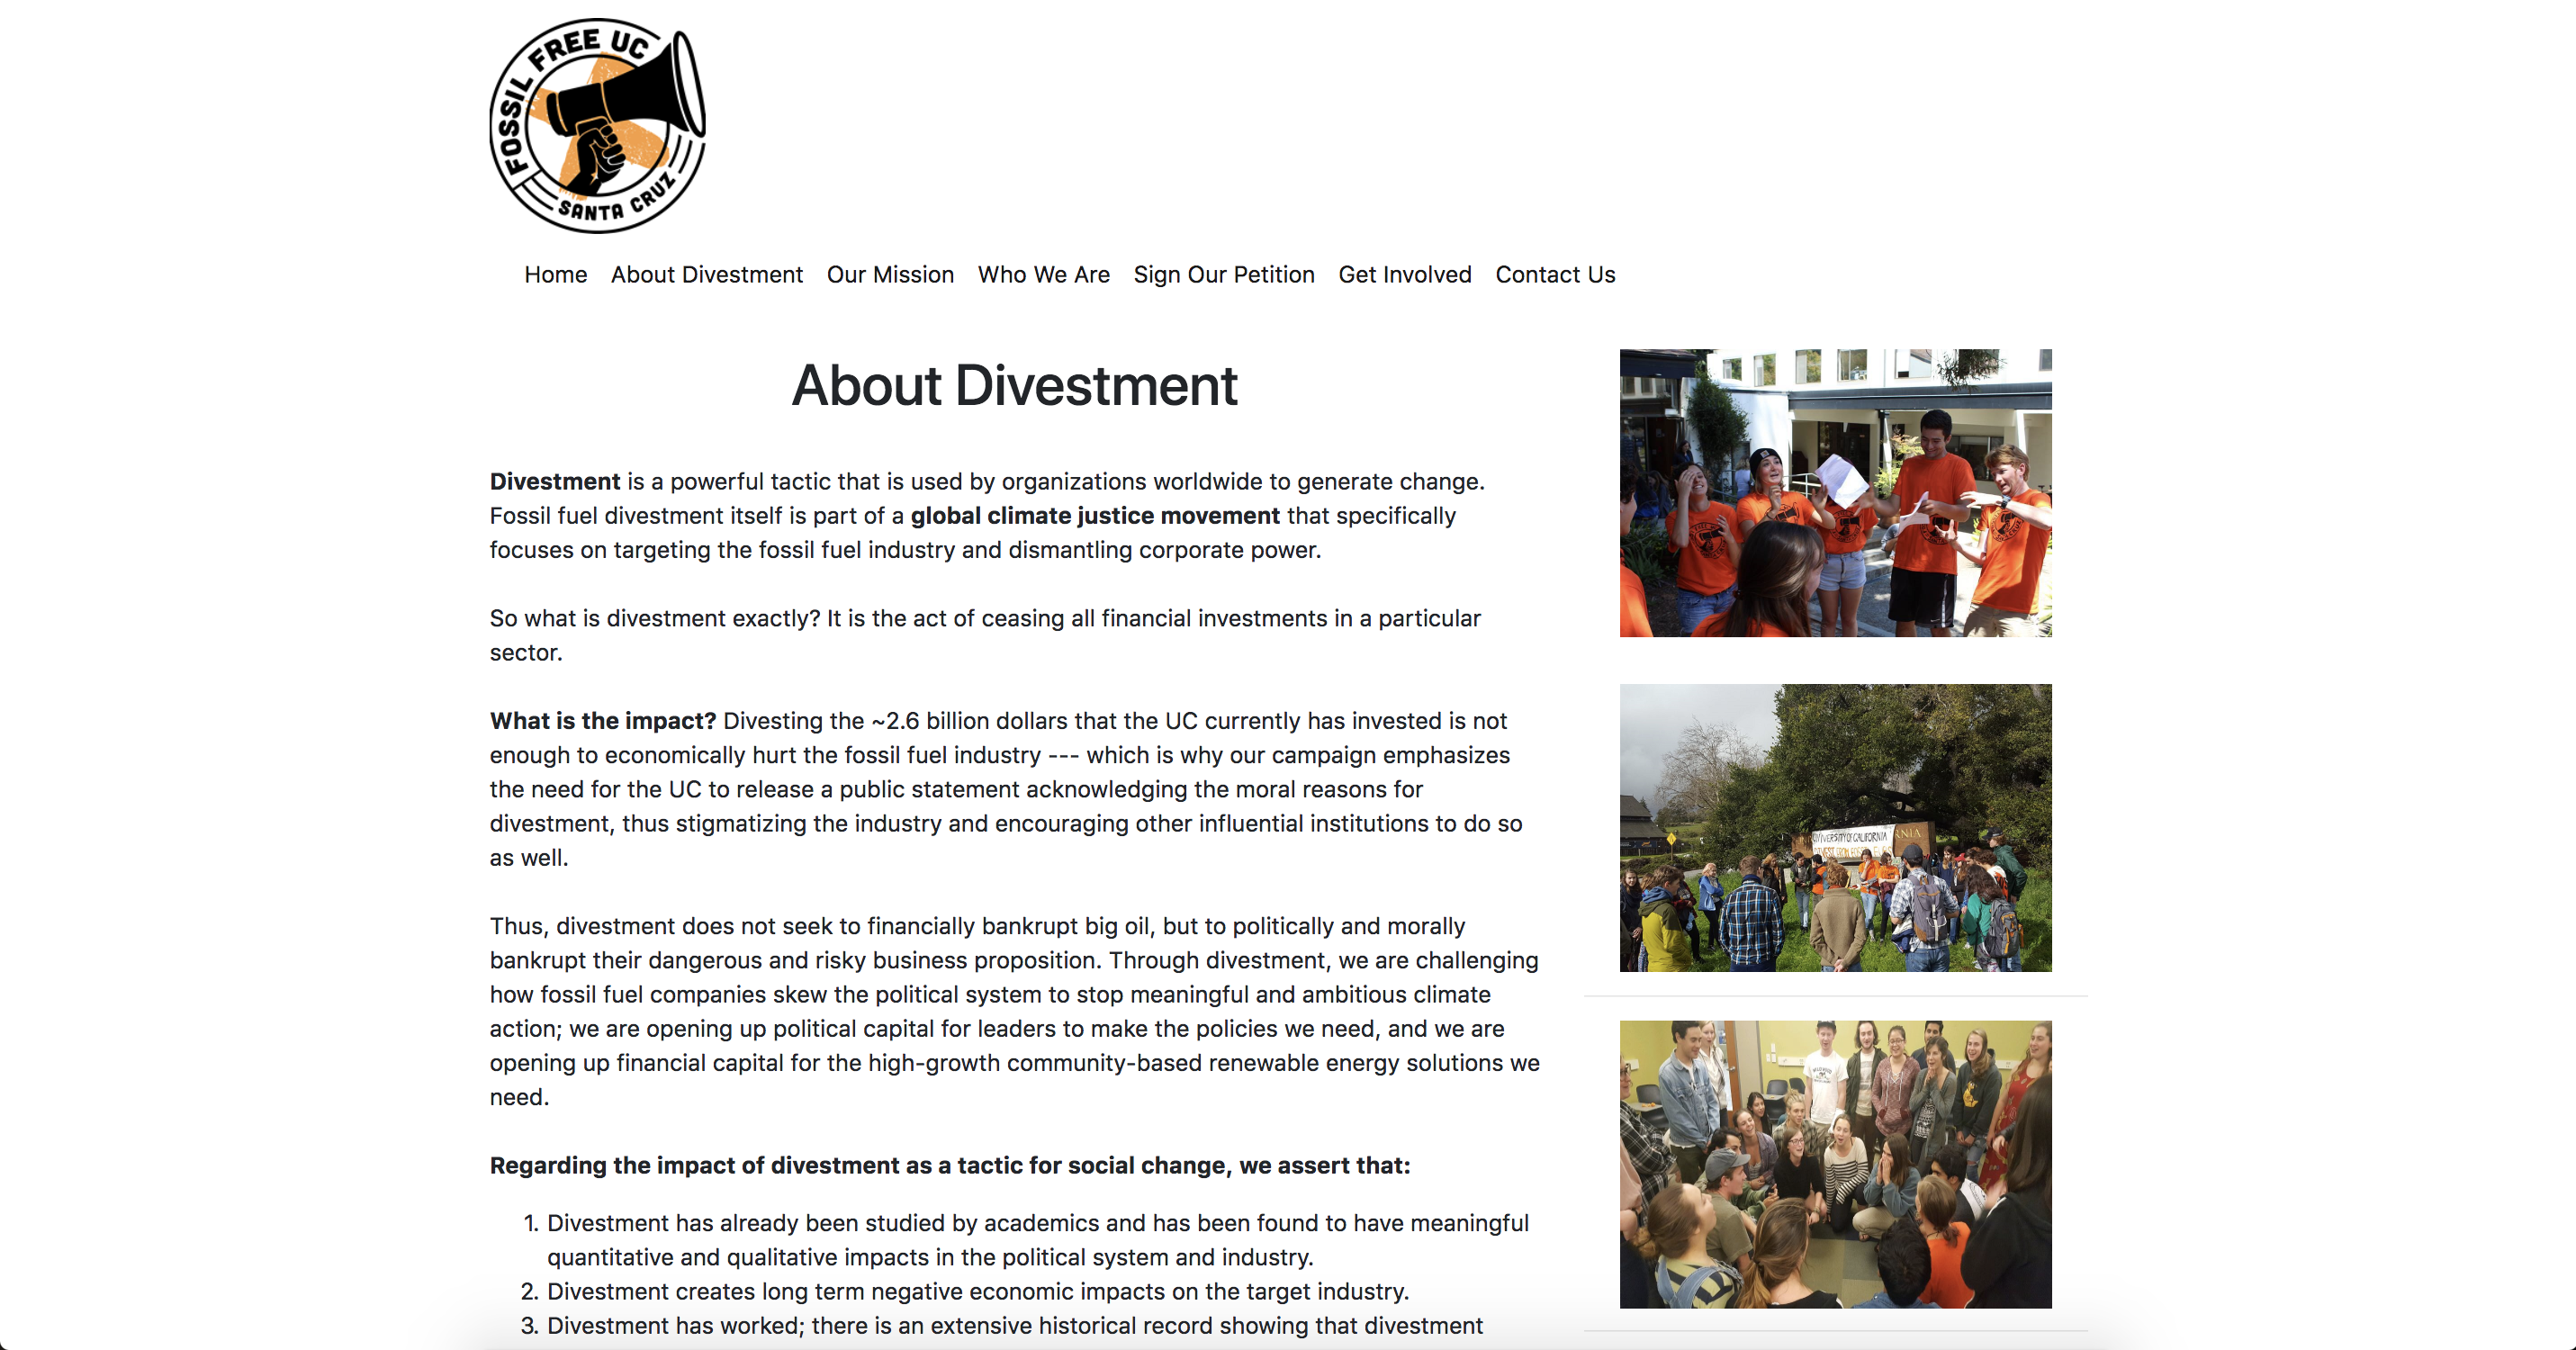 FOSSIL FREE UC
SANTA CRUZ
Home About Divestment Our Mission Who We Are Sign Our Petition Get Involved Contact Us
About Divestment
Divestment is a powerful tactic that is used by organizations worldwide to generate change.
Fossil fuel divestment itself is part of a global climate justice movement that specifically
focuses on targeting the fossil fuel industry and dismantling corporate power.
So what is divestment exactly? It is the act of ceasing all financial investments in a particular
sector.
What is the impact? Divesting the ~2.6 billion dollars that the UC currently has invested is not
enough to economically hurt the fossil fuel industry --- which is why our campaign emphasizes
the need for the UC to release a public statement acknowledging the moral reasons for
divestment, thus stigmatizing the industry and encouraging other influential institutions to do so
as well.
Thus, divestment does not seek to financially bankrupt big oil, but to politically and morally
bankrupt their dangerous and risky business proposition. Through divestment, we are challenging
how fossil fuel companies skew the political system to stop meaningful and ambitious climate
action; we are opening up political capital for leaders to make the policies we need, and we are
opening up financial capital for the high-growth community-based renewable energy solutions we
need.
Regarding the impact of divestment as a tactic for social change, we assert that:
1. Divestment has already been studied by academics and has been found to have meaningful
quantitative and qualitative impacts in the political system and industry.
2. Divestment creates long term negative economic impacts on the target industry.
3. Divestment has worked; there is an extensive historical record showing that divestment